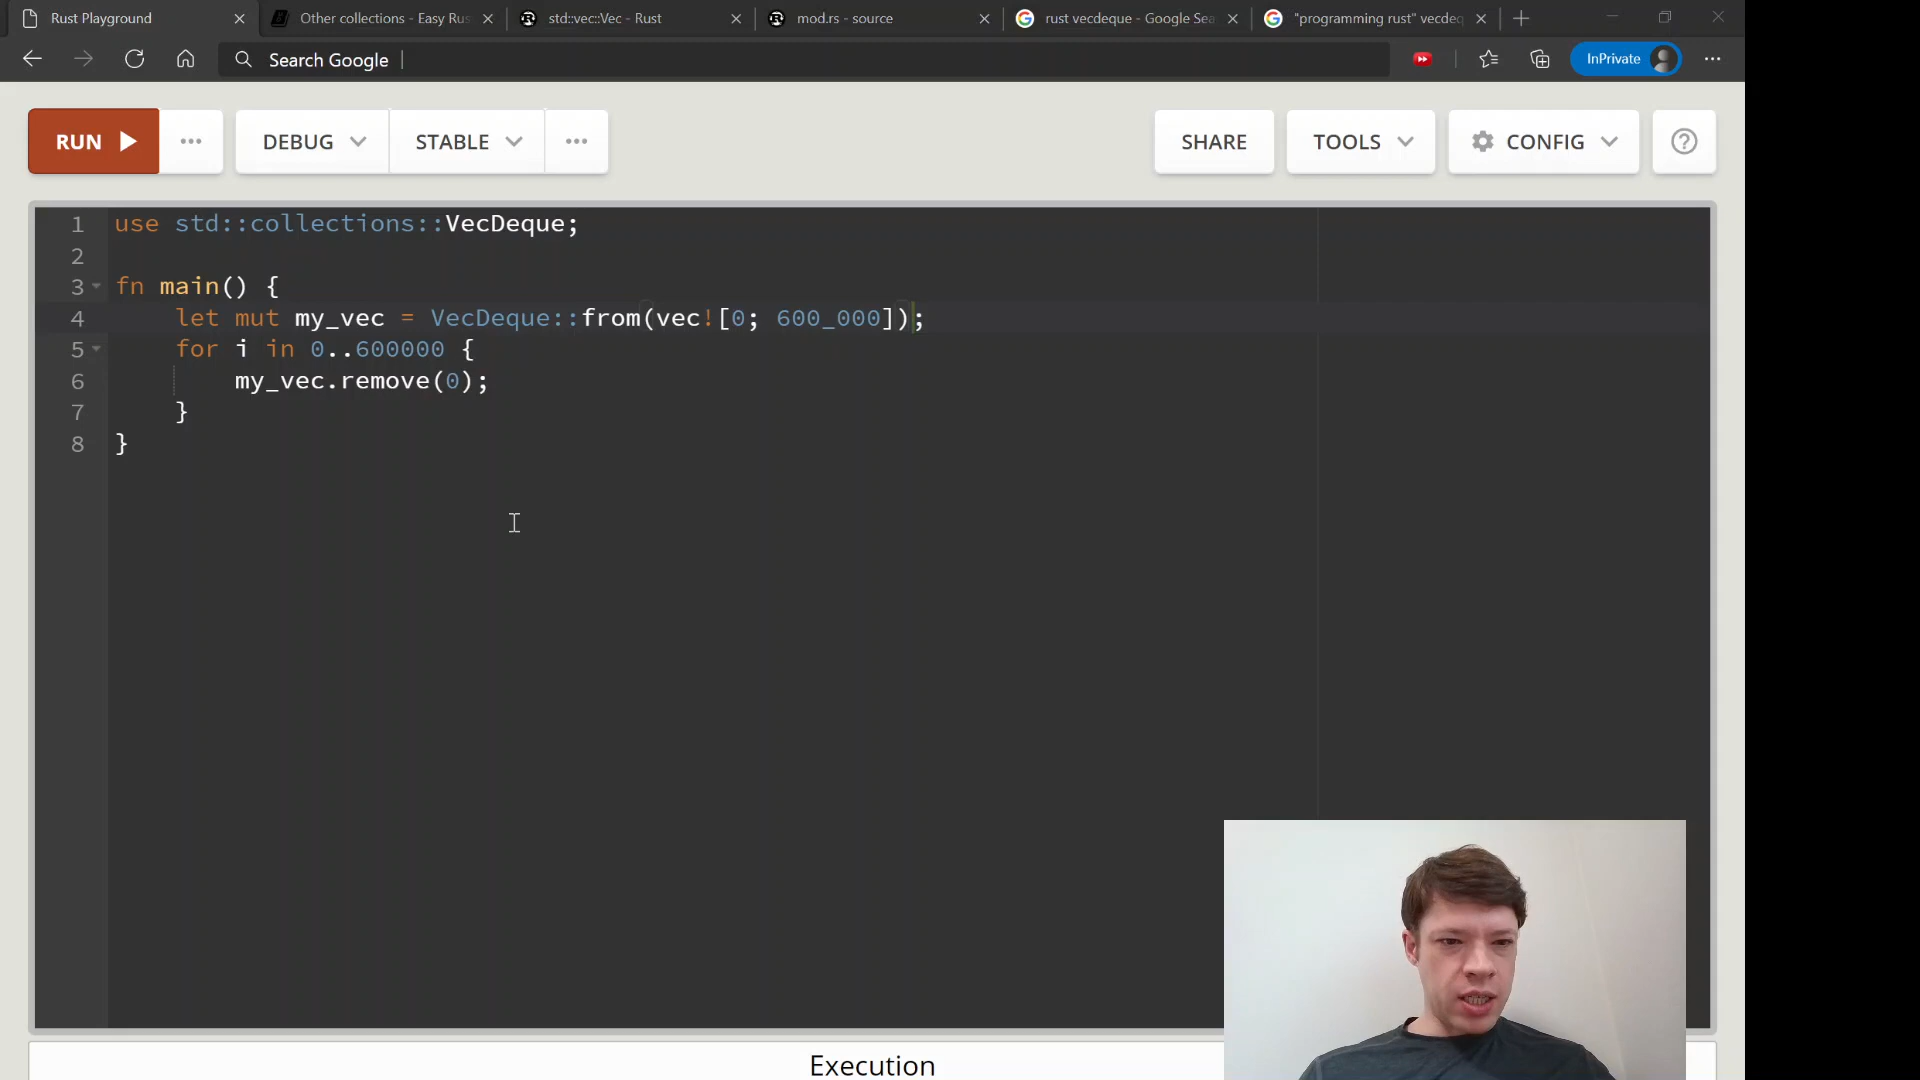 Rust Playground
Other collections - Easy Rus
std::vec::Vec - Rust
mod.rs - source
rust vecdeque - Google Sea
"programming rust" vecdeq
Search Google
InPrivate
RUN
DEBUG
STABLE
SHARE
TOOLS
CONFIG
1 use std::collections::VecDeque;
2
3 fn main() {
4 let mut my_vec = VecDeque::from(vec![0; 600_000]);
5 for i in 0..600000 {
6 my_vec.remove(0);
7 }
8 }
Execution